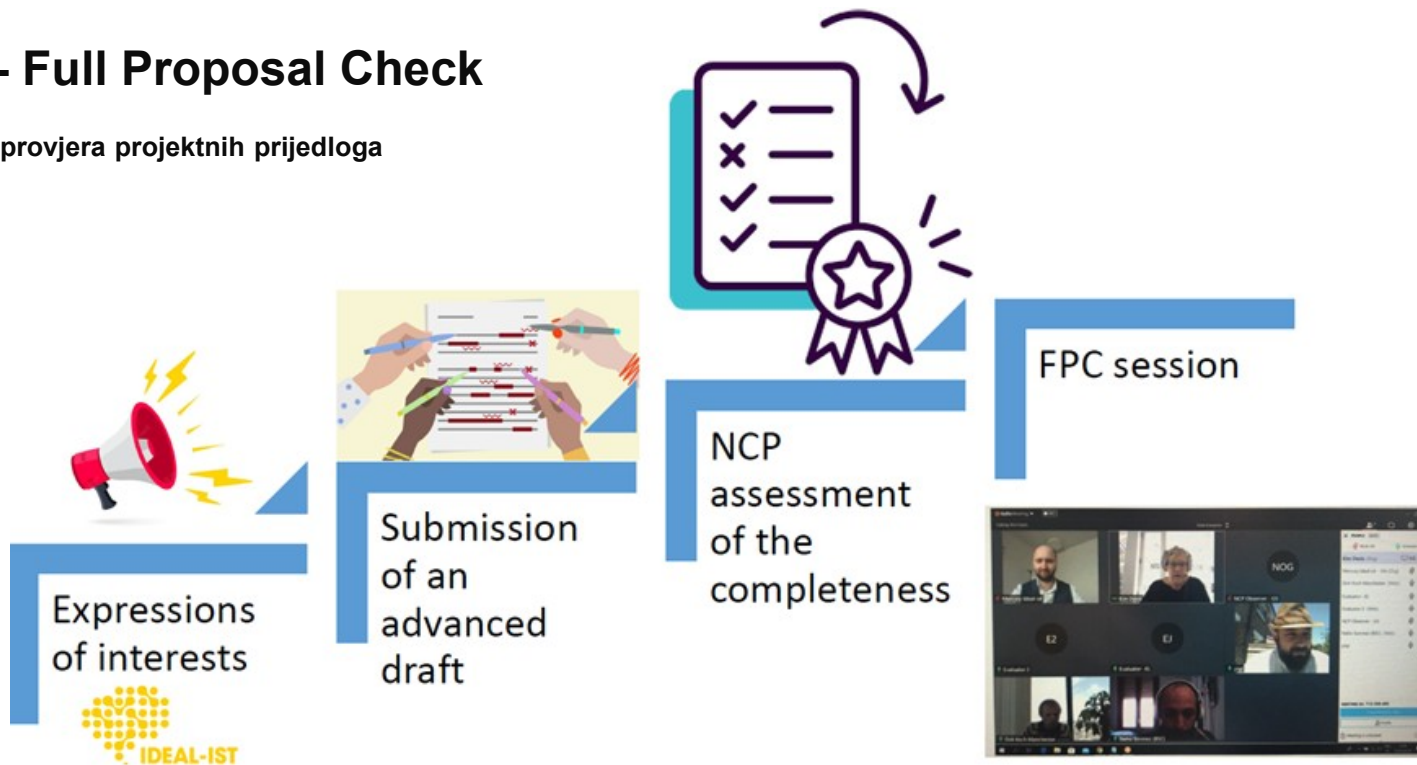 - Full Proposal Check
provjera projektnih prijedloga
Expressions
of interests
IDEAL-IST
Submission
of an
advanced
draft
NCP
assessment
of the
completeness
FPC session
NOG
E2
EJ